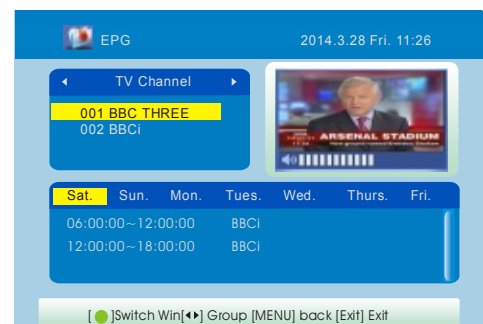 EPG 2014.3.28 Fri. 11:26
TV Channel
001 BBC THREE
002 BBCi
ARSENAL STADIUM
Sat. Sun. Mon. Tues. Wed. Thurs. Fri.
06:00:00~12:00:00 BBCi
12:00:00~18:00:00 BBCi
[ ]Switch Win[◂▸] Group [MENU] back [Exit] Exit